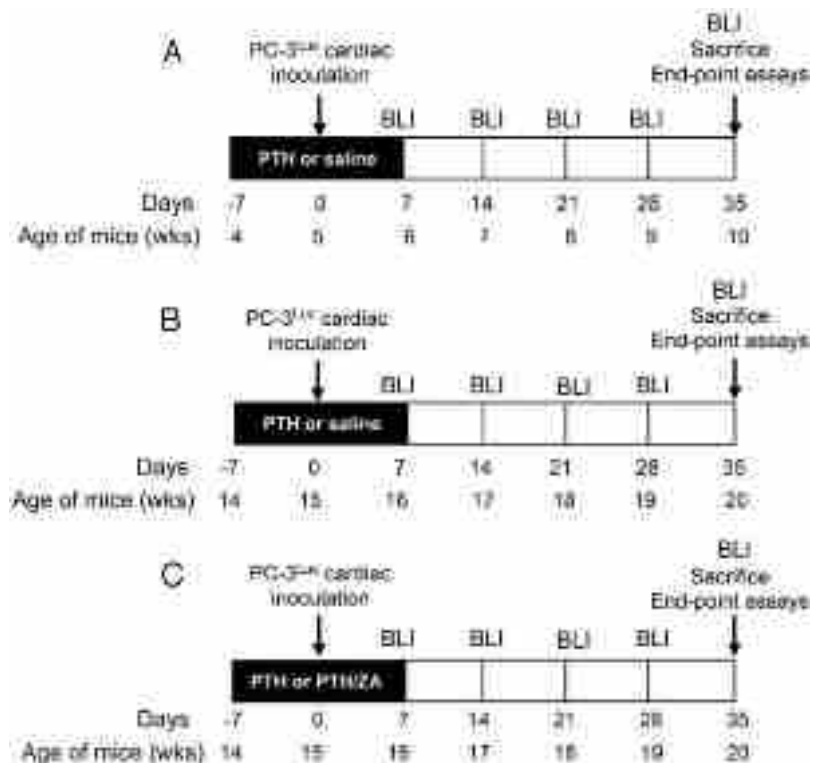 A
PC-3Luc cardiac
inoculation
BLI
Sacrifice
End-point assays
BLI BLI BLI BLI
PTH or saline
Days -7 0 7 14 21 28 35
Age of mice (wks) 4 5 6 7 8 9 10
B
PC-3Luc cardiac
inoculation
BLI
Sacrifice
End-point assays
BLI BLI BLI BLI
PTH or saline
Days -7 0 7 14 21 28 35
Age of mice (wks) 14 15 16 17 18 19 20
C
PC-3Luc cardiac
inoculation
BLI
Sacrifice
End-point assays
BLI BLI BLI BLI
PTH or PTH/ZA
Days -7 0 7 14 21 28 35
Age of mice (wks) 14 15 17 19 20